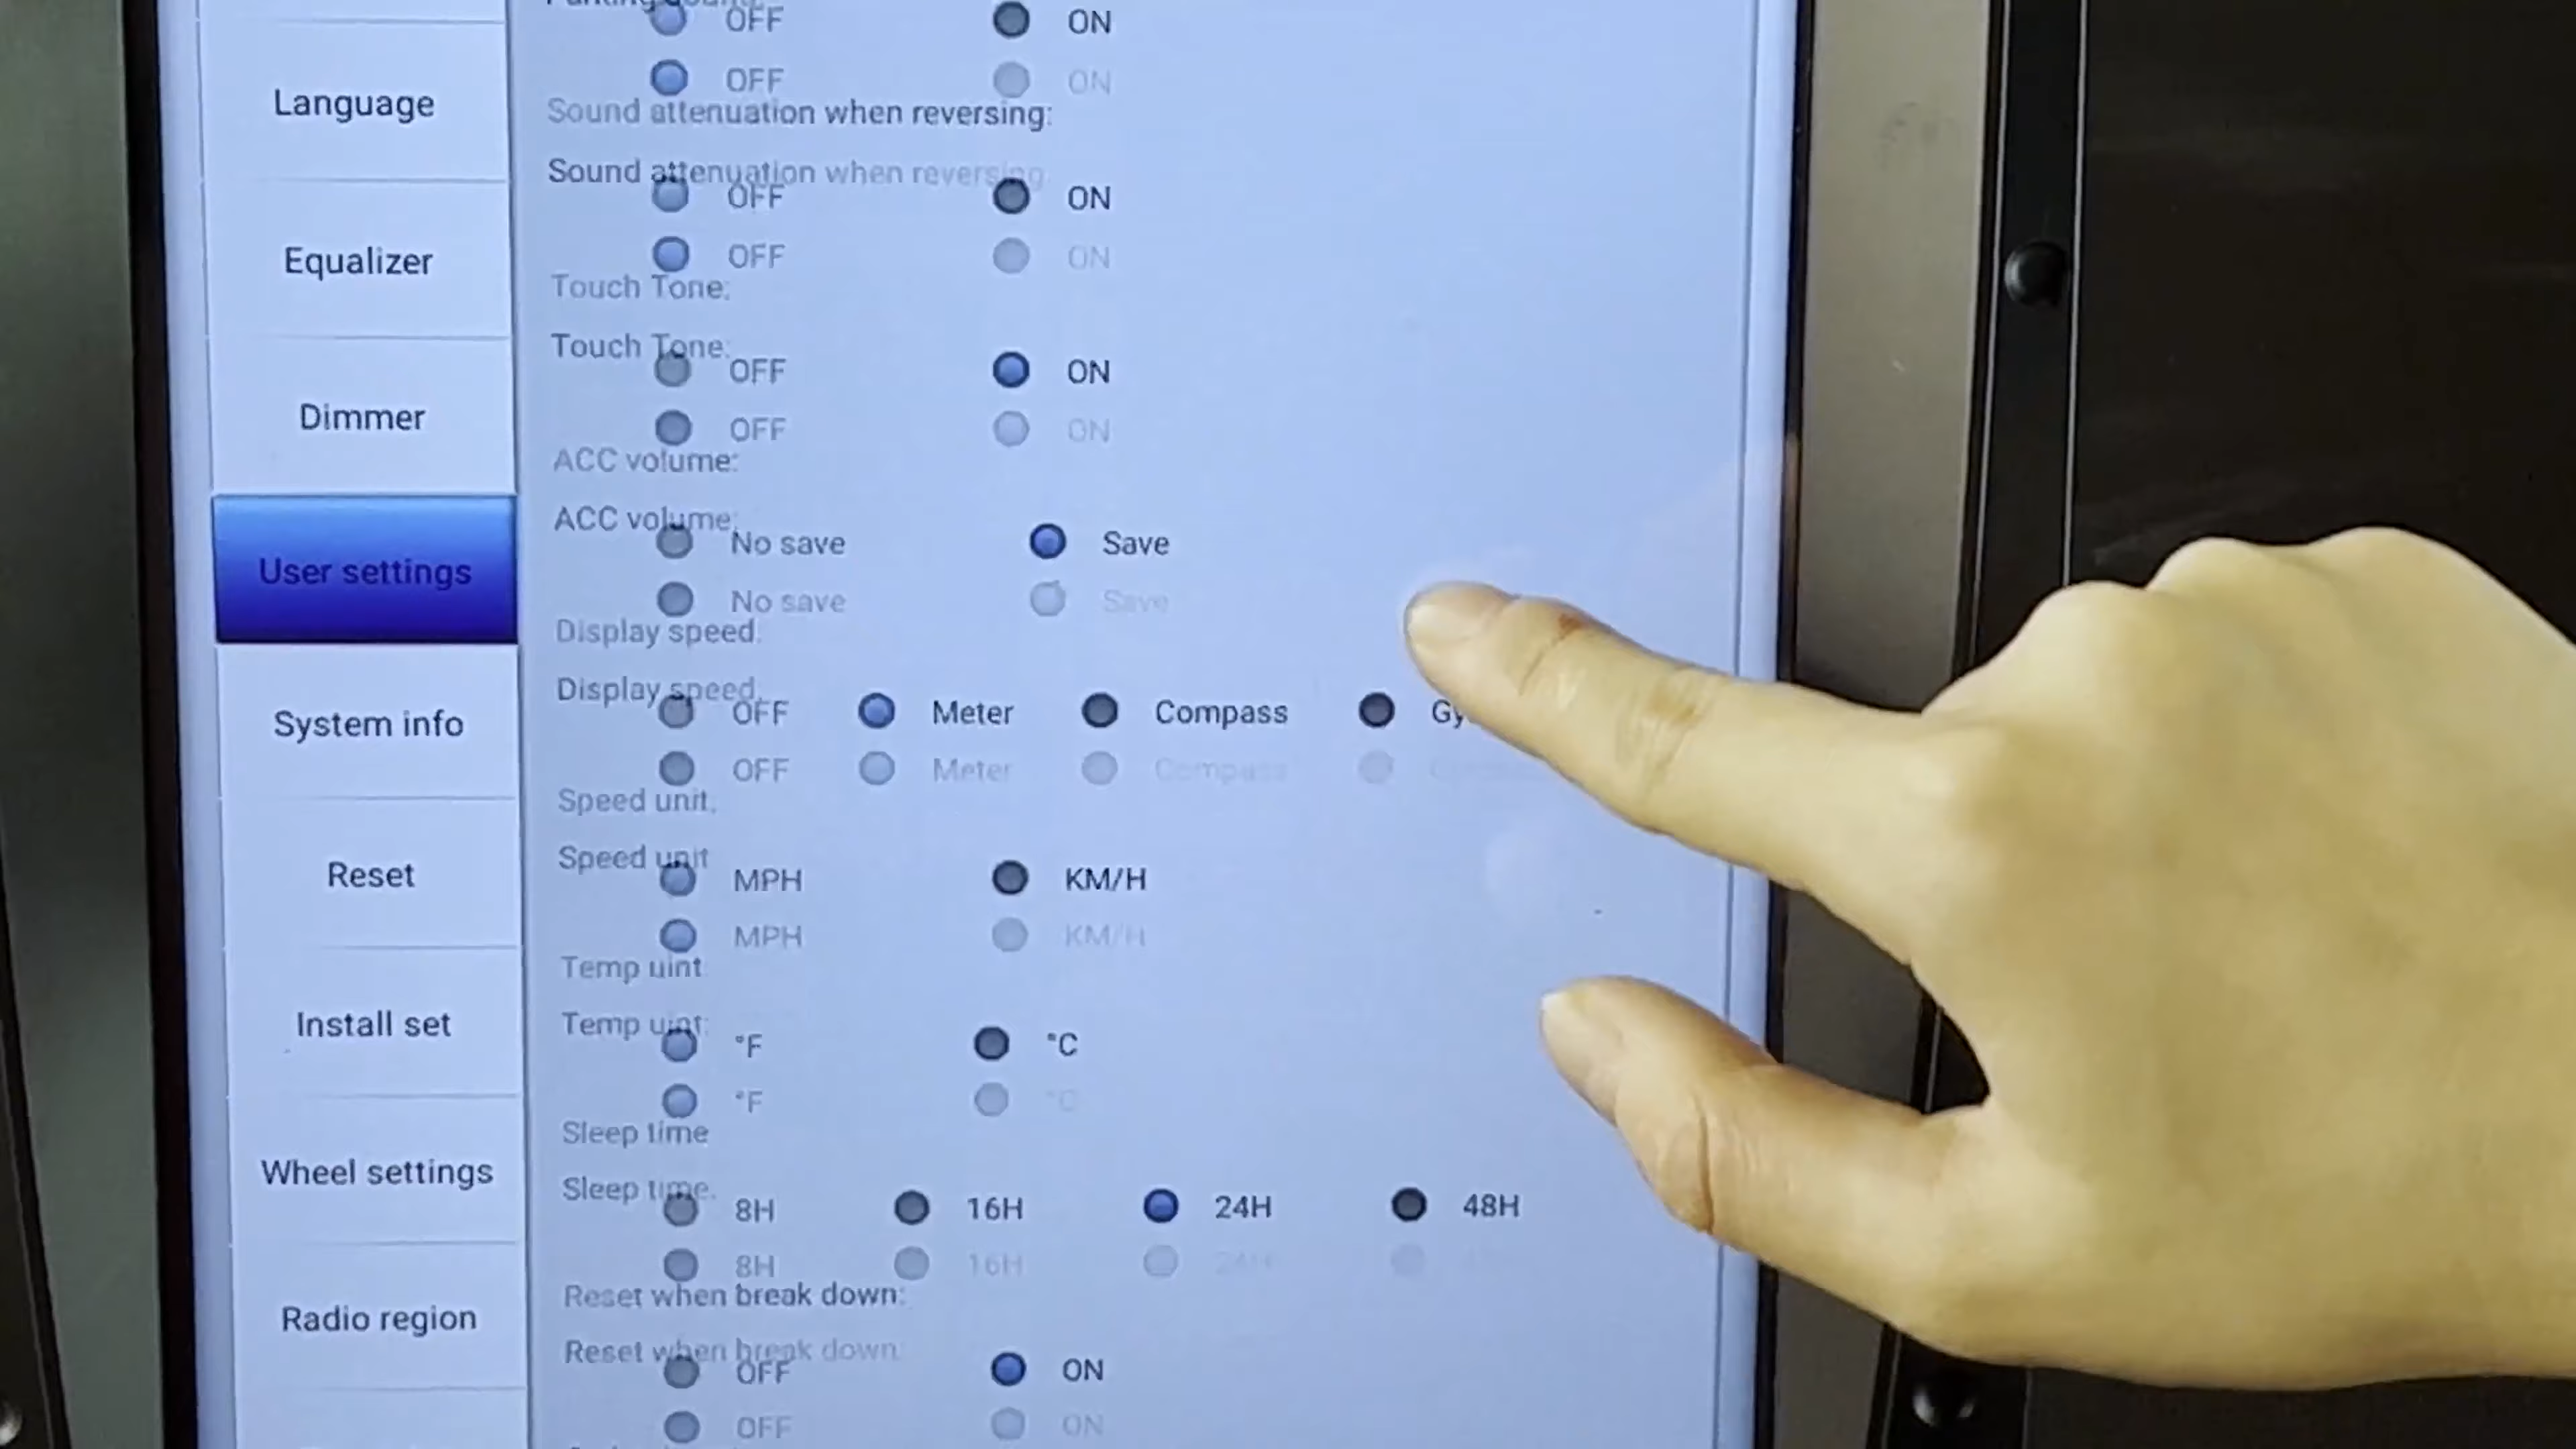 Language
Equalizer
Dimmer
User settings
System info
Reset
Install set
Wheel settings
Radio region
OFF ON
OFF ON
Sound attenuation when reversing:
Sound attenuation when reversing
OFF ON
OFF ON
Touch Tone:
Touch Tone:
OFF ON
OFF ON
ACC volume:
ACC volume:
No save Save
No save Save
Display speed:
Display speed:
OFF Meter Compass
OFF Meter Compass
Speed unit:
Speed unit
MPH KM/H
MPH KM/H
Temp uint
Temp uint:
°F °C
°F °C
Sleep time
Sleep time:
8H 16H 24H 48H
8H 16H 24H
Reset when break down:
Reset when break down:
OFF ON
OFF ON